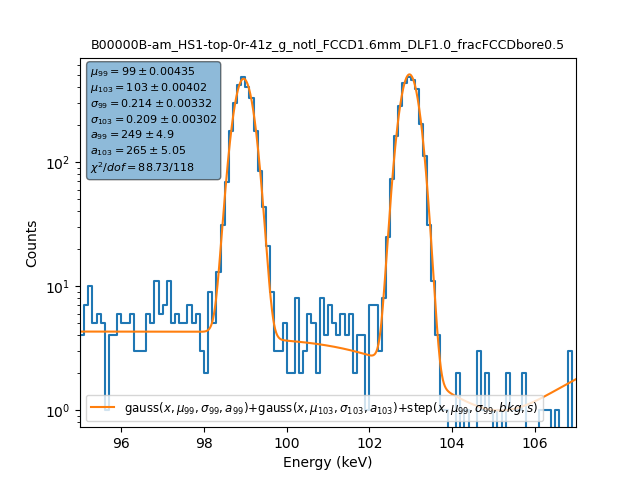 B00000B-am_HS1-top-0r-41z_g_notl_FCCD1.6mm_DLF1.0_fracFCCDbore0.5
μ₉₉ = 99 ± 0.00435
μ₁₀₃ = 103 ± 0.00402
σ₉₉ = 0.214 ± 0.00332
σ₁₀₃ = 0.209 ± 0.00302
a₉₉ = 249 ± 4.9
a₁₀₃ = 265 ± 5.05
χ²/dof = 88.73/118
10²
10¹
10⁰
Counts
gauss(x, μ₉₉, σ₉₉, a₉₉)+gauss(x, μ₁₀₃, σ₁₀₃, a₁₀₃)+step(x, μ₉₉, σ₉₉, bkg, s)
96 98 100 102 104 106
Energy (keV)